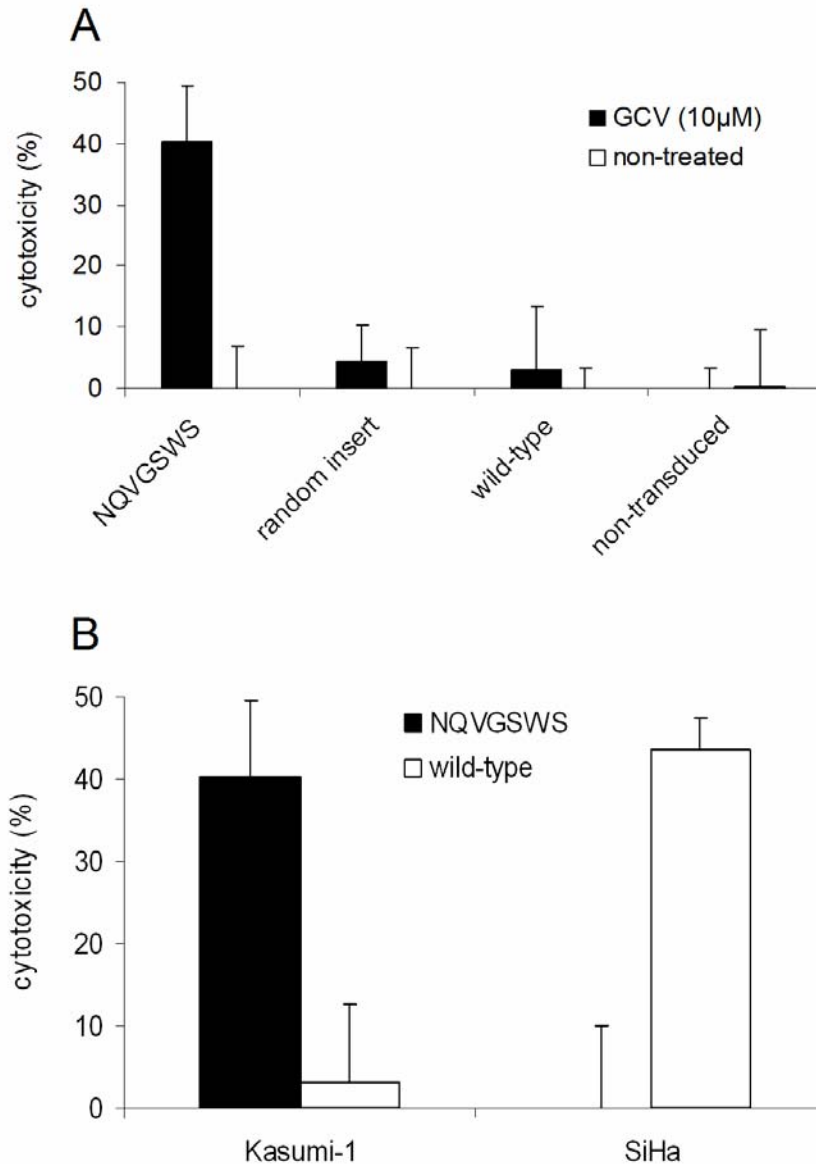 A
cytotoxicity (%)
50
40
30
20
10
0
GCV (10µM)
non-treated
NQVGSWS
random insert
wild-type
non-transduced
B
cytotoxicity (%)
50
40
30
20
10
0
NQVGSWS
wild-type
Kasumi-1
SiHa